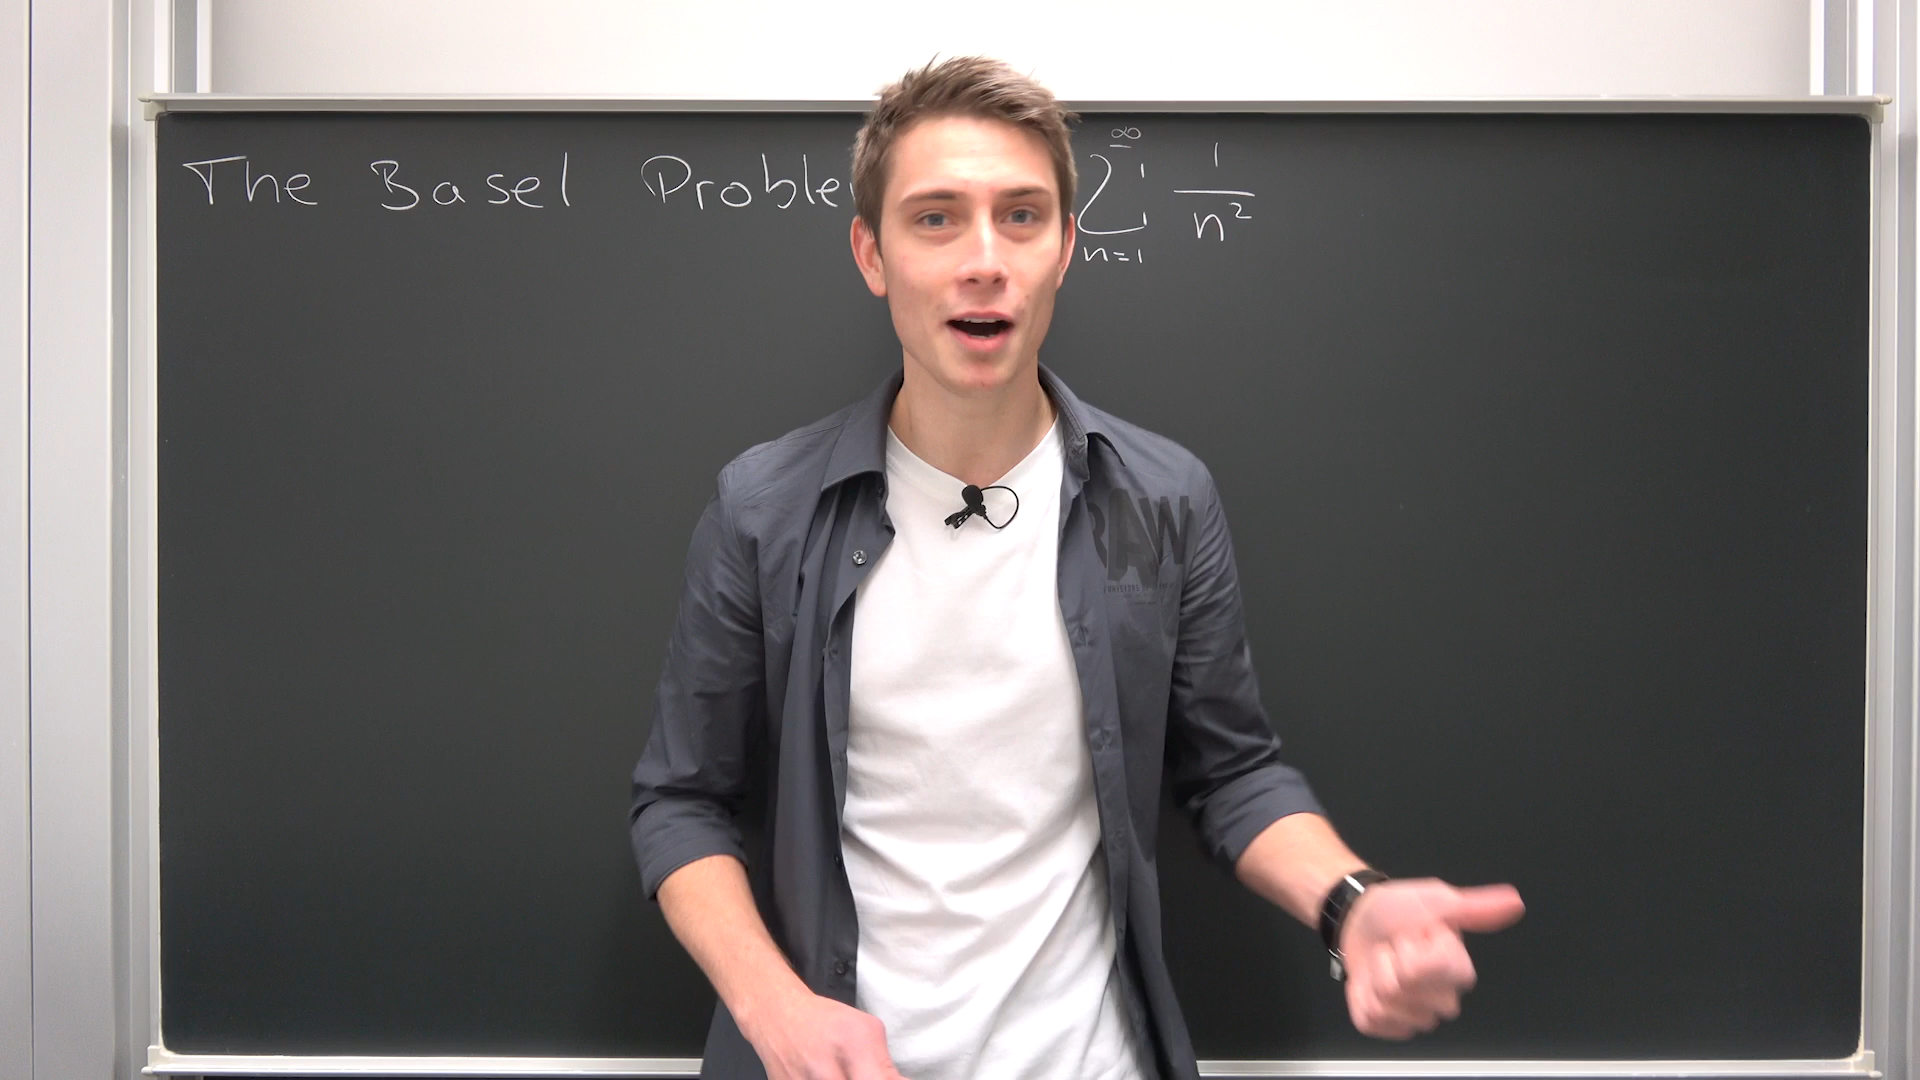 The Basel Proble ∞ ∑ n=1 1/n²
RAW